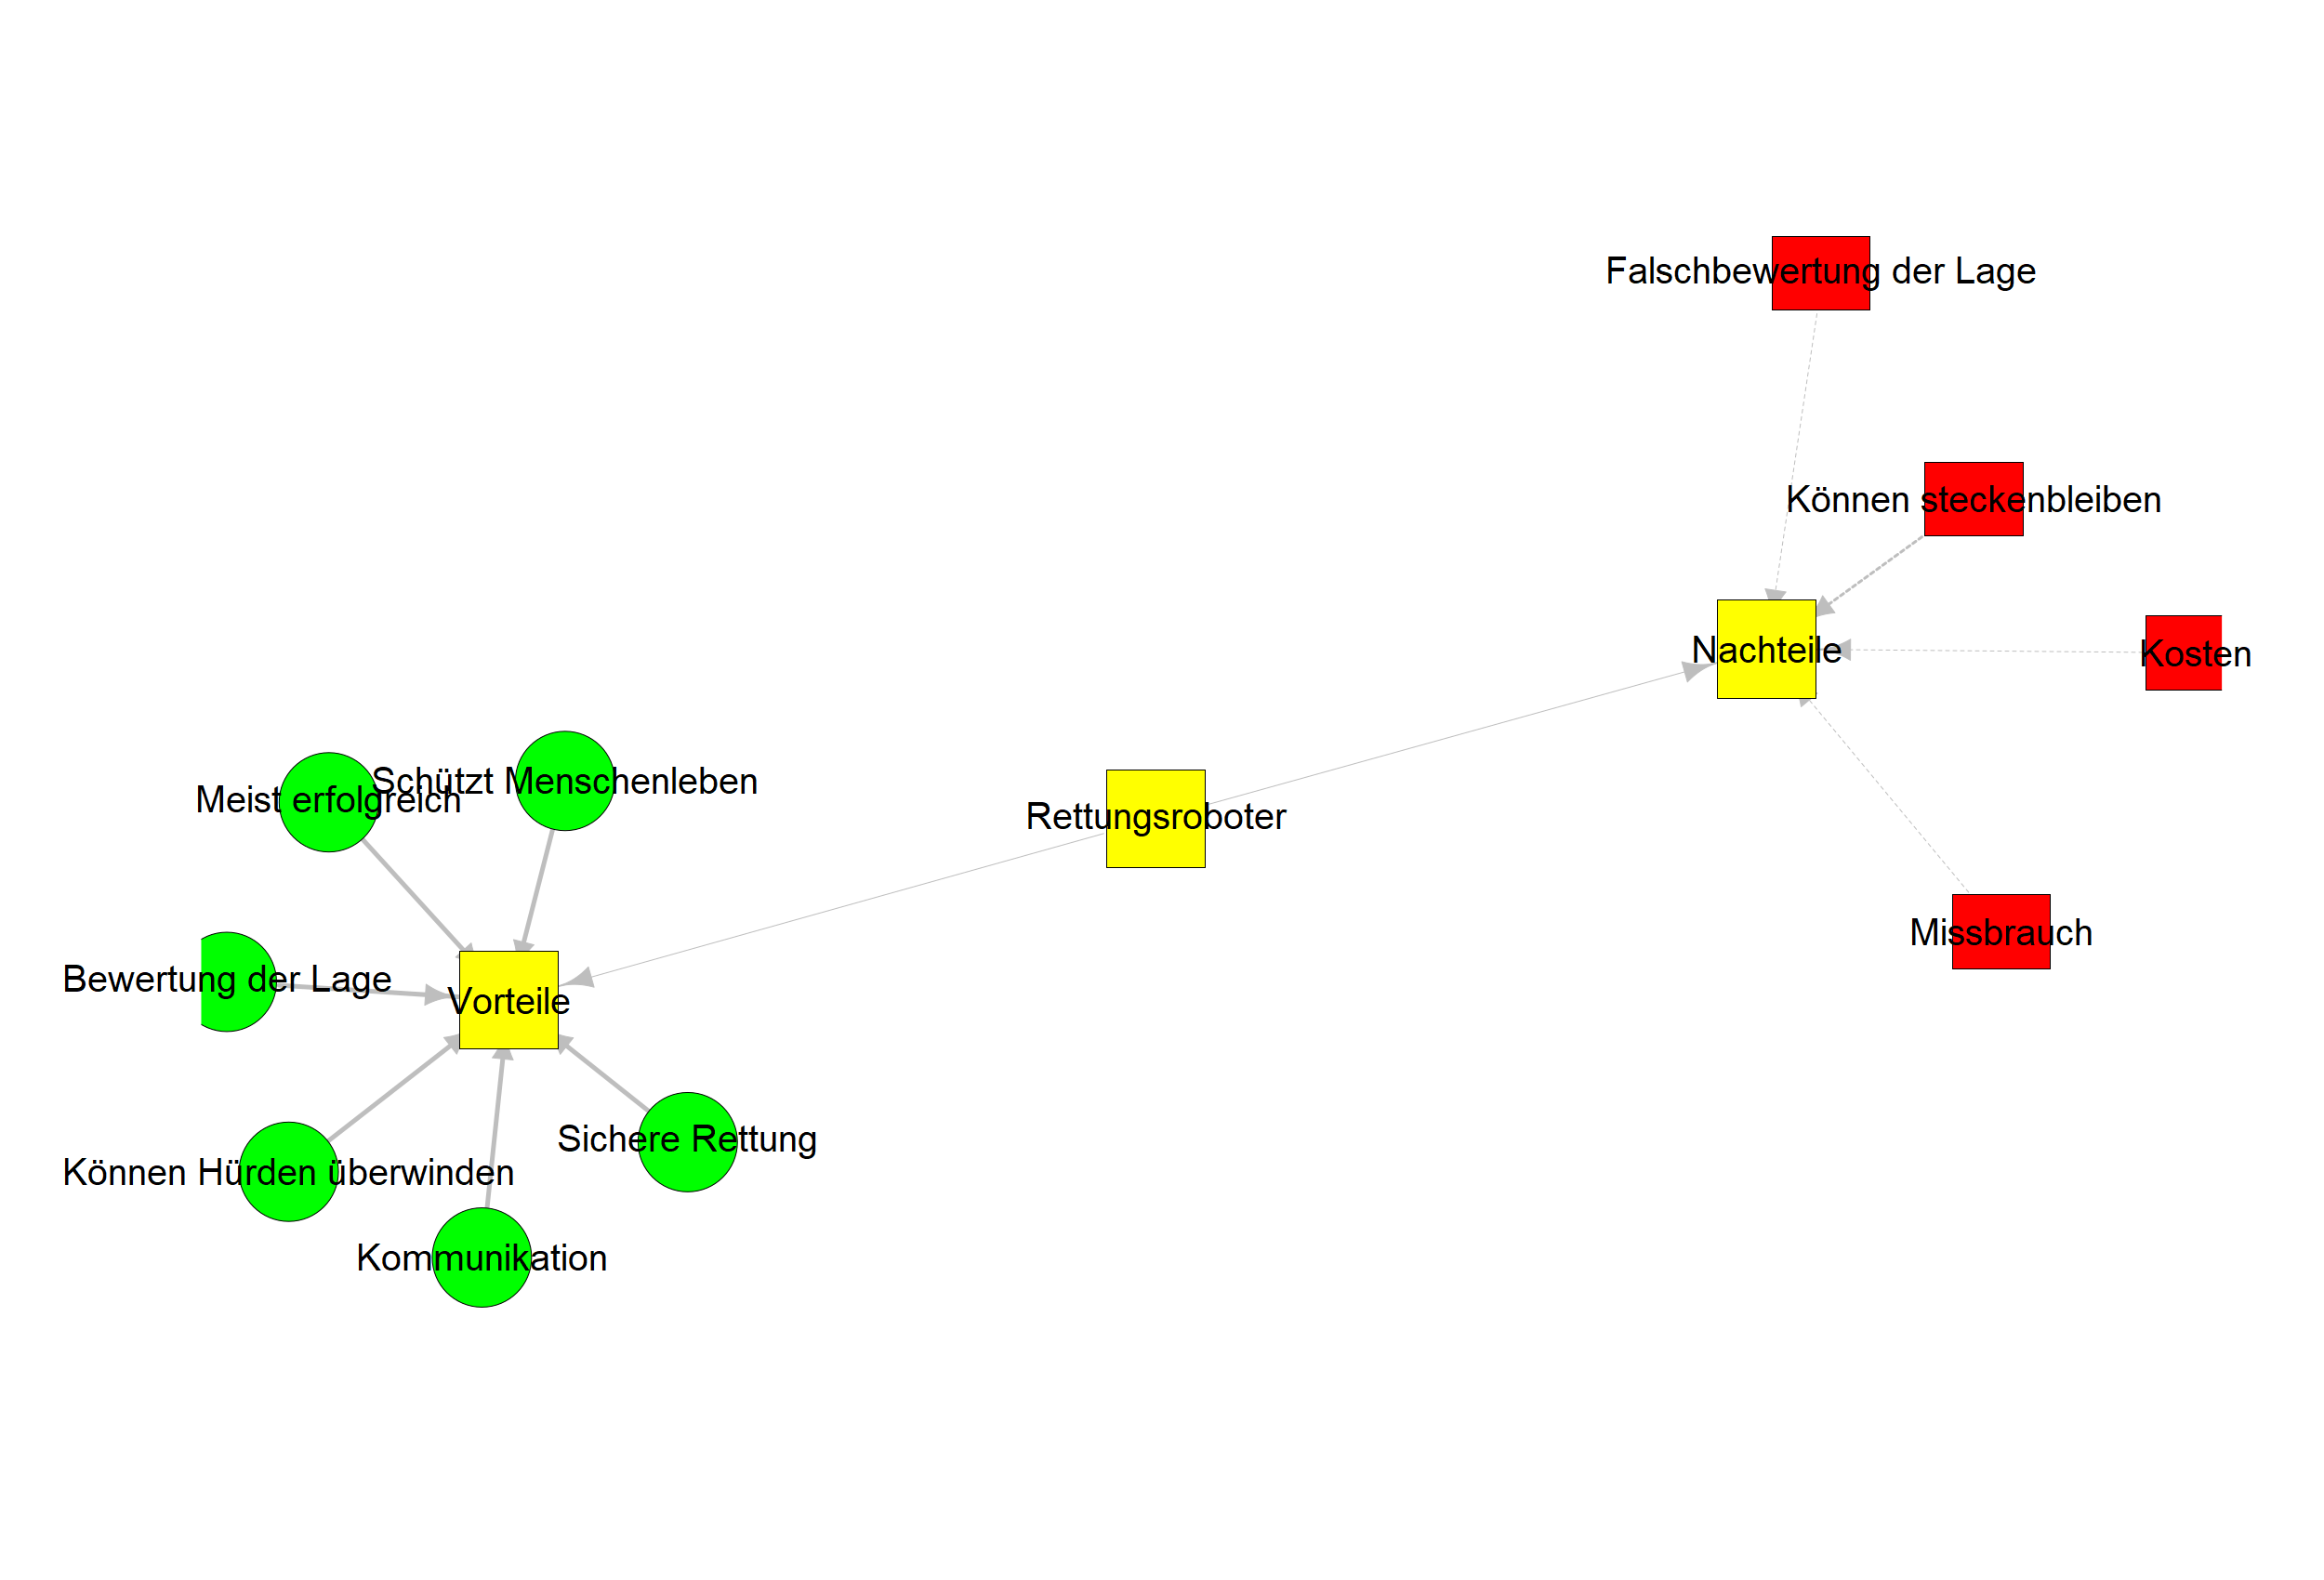 Falschbewertung der Lage
Können steckenbleiben
Nachteile
Kosten
Schützt Menschenleben
Meist erfolgreich
Rettungsroboter
Missbrauch
Bewertung der Lage
Vorteile
Sichere Rettung
Können Hürden überwinden
Kommunikation